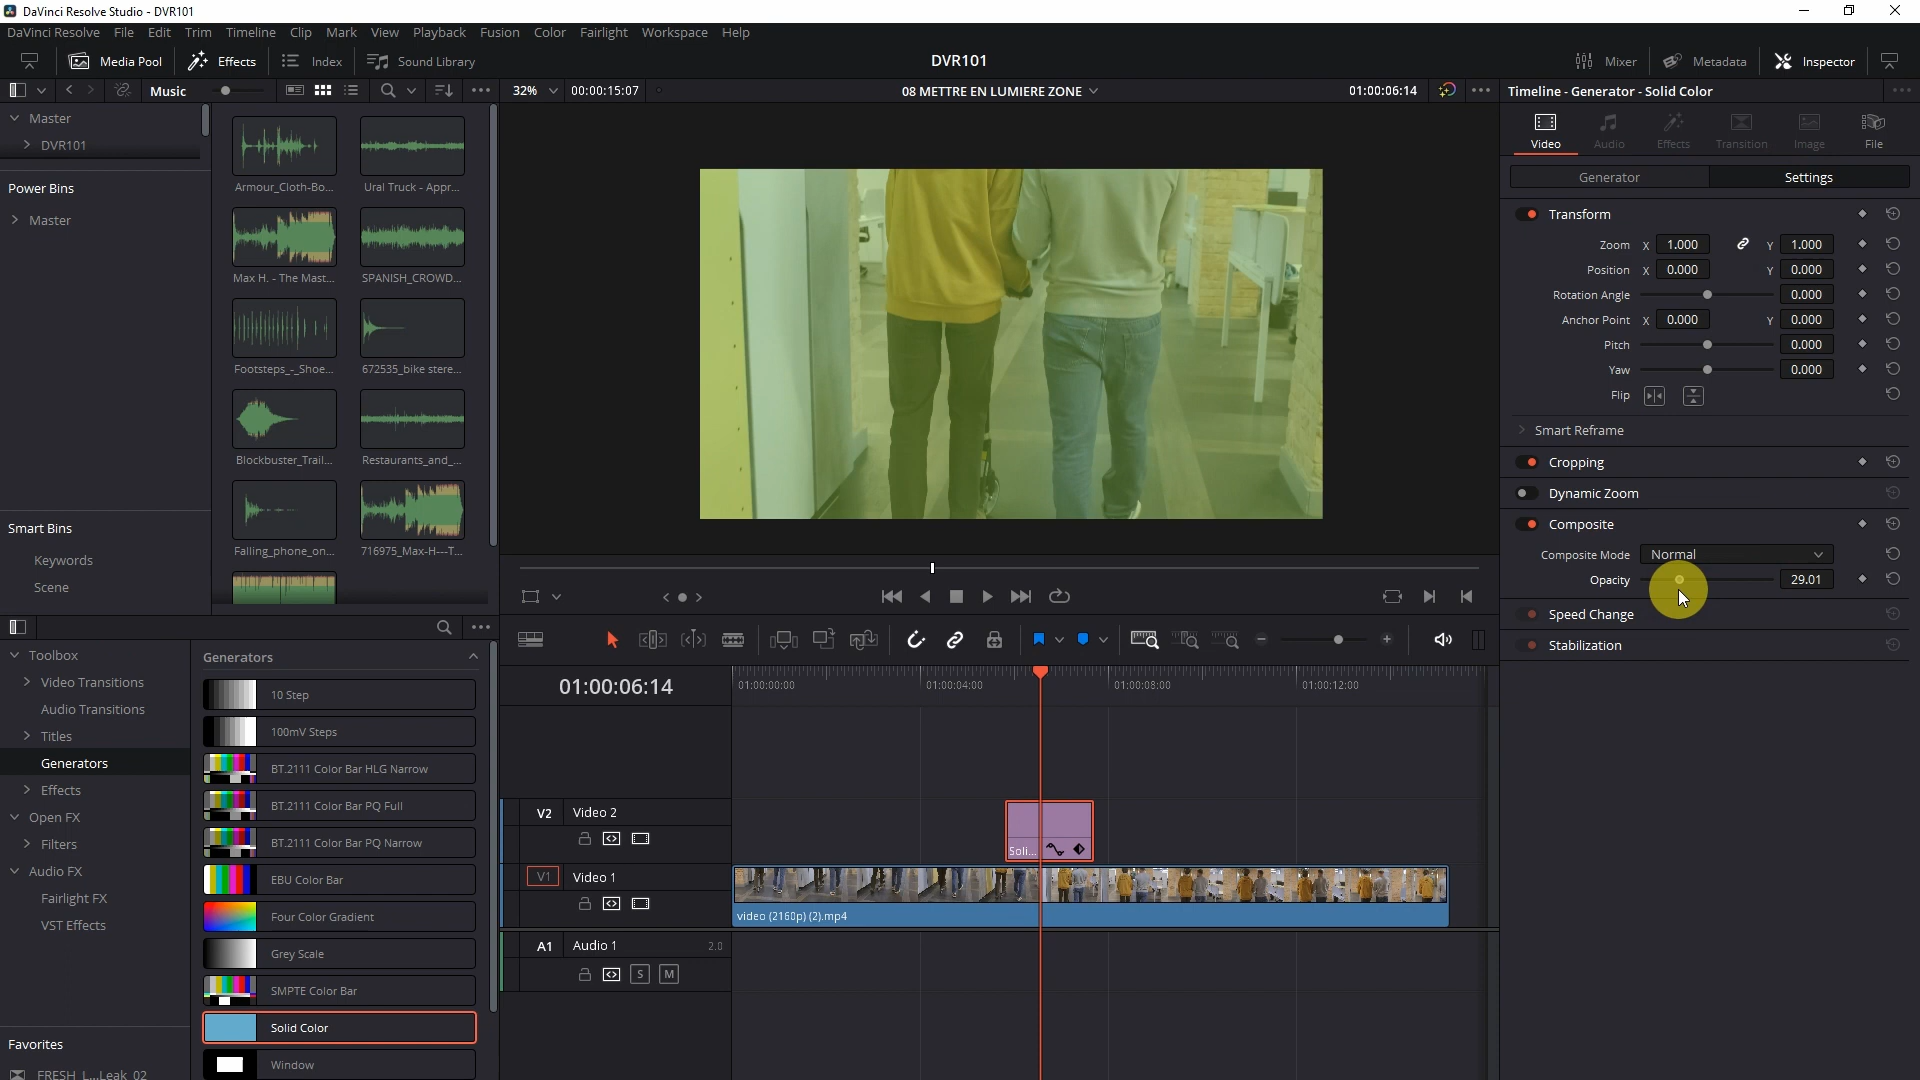 DaVinci Resolve Studio - DVR101
DaVinci Resolve File Edit Trim Timeline Clip Mark View Playback Fusion Color Fairlight Workspace Help
Media Pool Effects Index Sound Library DVR101 Mixer Metadata Inspector
Music 32% 00:00:15:07 08 METTRE EN LUMIERE ZONE 01:00:06:14 Timeline - Generator - Solid Color
Master
DVR101
Power Bins
Master
Smart Bins
Keywords
Scene
Armour_Cloth-Bo... Ural Truck - Appr...
Max H. - The Mast... SPANISH_CROWD...
Footsteps_-_Shoe... 672535_bike stere...
Blockbuster_Trail... Restaurants_and_...
Falling_phone_on... 716975_Max-H---T...
Video Audio Effects Transition Image File
Generator Settings
Transform
Zoom X 1.000 Y 1.000
Position X 0.000 Y 0.000
Rotation Angle 0.000
Anchor Point X 0.000 Y 0.000
Pitch 0.000
Yaw 0.000
Flip
Smart Reframe
Cropping
Dynamic Zoom
Composite
Composite Mode Normal
Opacity 29.01
Speed Change
Stabilization
Toolbox
Video Transitions
Audio Transitions
Titles
Generators
Effects
Open FX
Filters
Audio FX
Fairlight FX
VST Effects
Favorites
FRESH_L...Leak_02
Generators
10 Step
100mV Steps
BT.2111 Color Bar HLG Narrow
BT.2111 Color Bar PQ Full
BT.2111 Color Bar PQ Narrow
EBU Color Bar
Four Color Gradient
Grey Scale
SMPTE Color Bar
Solid Color
Window
01:00:06:14 01:00:00:00 01:00:04:00 01:00:08:00 01:00:12:00
V2 Video 2
Soli...
V1 Video 1
video (2160p) (2).mp4
A1 Audio 1 2.0
S M